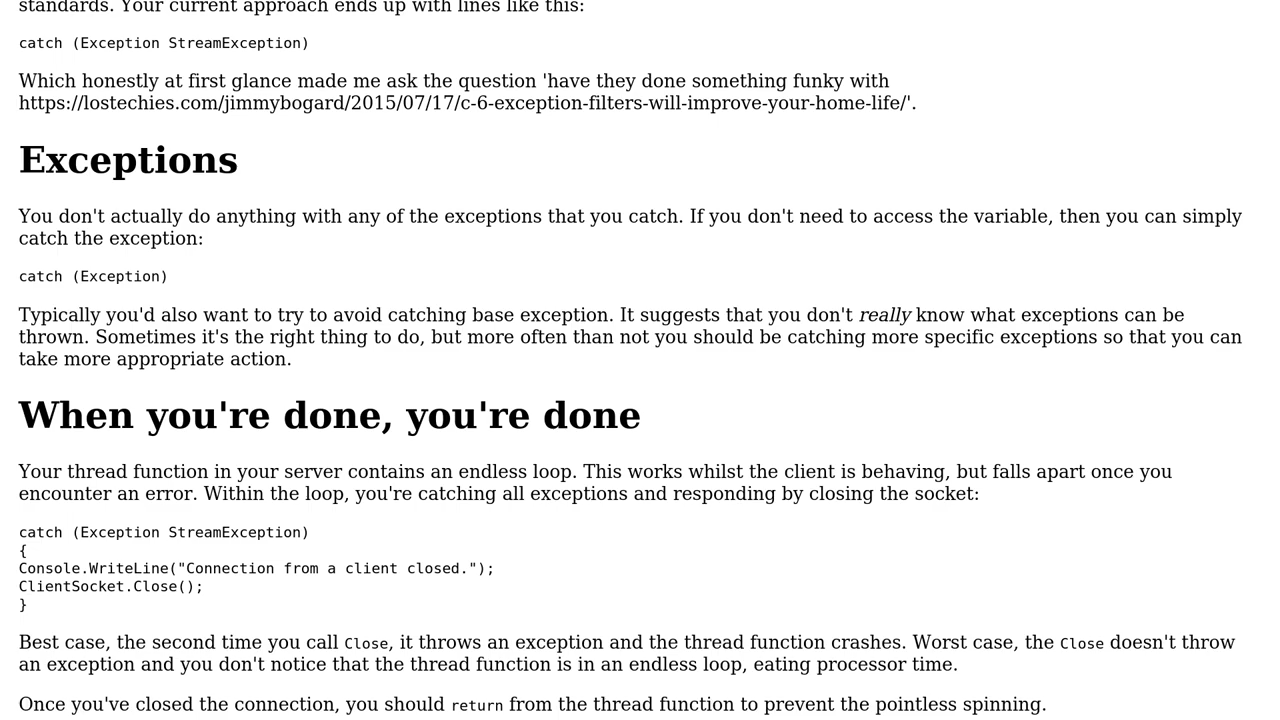 standards. Your current approach ends up with lines like this:
catch (Exception StreamException)
Which honestly at first glance made me ask the question 'have they done something funky with
https://lostechies.com/jimmybogard/2015/07/17/c-6-exception-filters-will-improve-your-home-life/'.
Exceptions
You don't actually do anything with any of the exceptions that you catch. If you don't need to access the variable, then you can simply
catch the exception:
catch (Exception)
Typically you'd also want to try to avoid catching base exception. It suggests that you don't really know what exceptions can be
thrown. Sometimes it's the right thing to do, but more often than not you should be catching more specific exceptions so that you can
take more appropriate action.
When you're done, you're done
Your thread function in your server contains an endless loop. This works whilst the client is behaving, but falls apart once you
encounter an error. Within the loop, you're catching all exceptions and responding by closing the socket:
catch (Exception StreamException)
{
Console.WriteLine("Connection from a client closed.");
ClientSocket.Close();
}
Best case, the second time you call Close, it throws an exception and the thread function crashes. Worst case, the Close doesn't throw
an exception and you don't notice that the thread function is in an endless loop, eating processor time.
Once you've closed the connection, you should return from the thread function to prevent the pointless spinning.